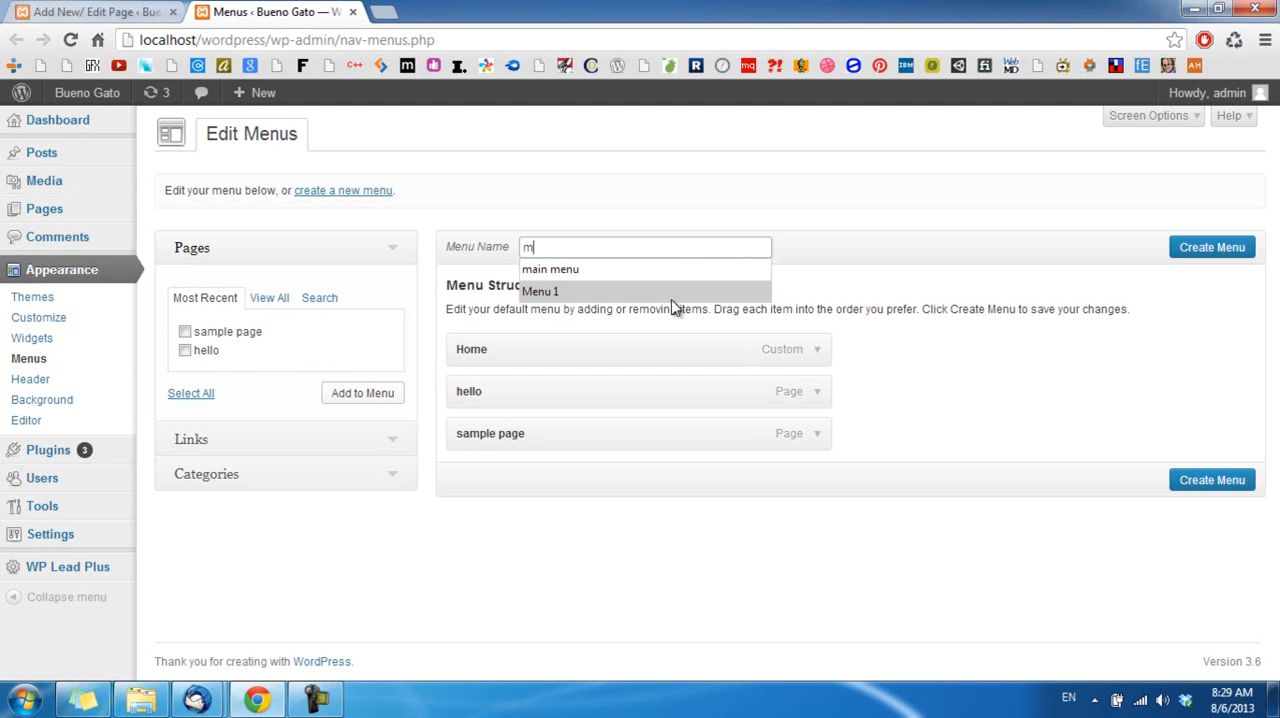 Add New/ Edit Page ‹ Bue
Menus ‹ Bueno Gato — W
localhost/wordpress/wp-admin/nav-menus.php
Bueno Gato
3
New
Howdy, admin
Dashboard
Posts
Media
Pages
Comments
Appearance
Themes
Customize
Widgets
Menus
Header
Background
Editor
Plugins 3
Users
Tools
Settings
WP Lead Plus
Collapse menu
Edit Menus
Screen Options
Help
Edit your menu below, or create a new menu.
Pages
Most Recent
View All
Search
sample page
hello
Select All
Add to Menu
Links
Categories
Menu Name
m
Create Menu
main menu
Menu 1
Menu Struc
Edit your default menu by adding or removing items. Drag each item into the order you prefer. Click Create Menu to save your changes.
Home Custom
hello Page
sample page Page
Create Menu
Thank you for creating with WordPress.
Version 3.6
EN
8:29 AM
8/6/2013